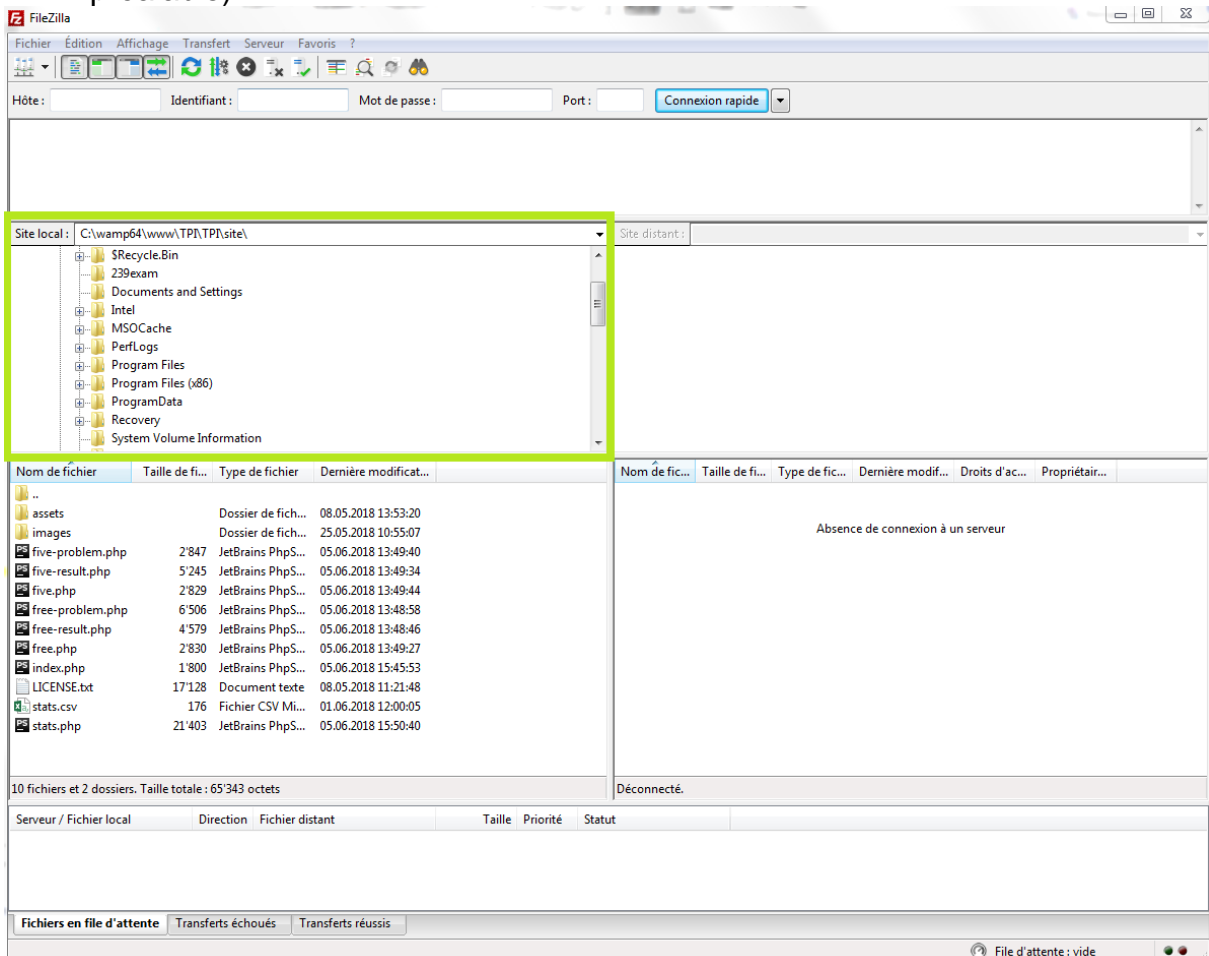 FileZilla
Fichier Édition Affichage Transfert Serveur Favoris ?
Hôte : Identifiant : Mot de passe : Port : Connexion rapide
Site local : C:\wamp64\www\TPI\TPI\site\
Site distant :
$Recycle.Bin
239exam
Documents and Settings
Intel
MSOCache
PerfLogs
Program Files
Program Files (x86)
ProgramData
Recovery
System Volume Information
Nom de fichier Taille de fi... Type de fichier Dernière modificat...
..
assets Dossier de fich... 08.05.2018 13:53:20
images Dossier de fich... 25.05.2018 10:55:07
five-problem.php 2'847 JetBrains PhpS... 05.06.2018 13:49:40
five-result.php 5'245 JetBrains PhpS... 05.06.2018 13:49:34
five.php 2'829 JetBrains PhpS... 05.06.2018 13:49:44
free-problem.php 6'506 JetBrains PhpS... 05.06.2018 13:48:58
free-result.php 4'579 JetBrains PhpS... 05.06.2018 13:48:46
free.php 2'830 JetBrains PhpS... 05.06.2018 13:49:27
index.php 1'800 JetBrains PhpS... 05.06.2018 15:45:53
LICENSE.txt 17'128 Document texte 08.05.2018 11:21:48
stats.csv 176 Fichier CSV Mi... 01.06.2018 12:00:05
stats.php 21'403 JetBrains PhpS... 05.06.2018 15:50:40
10 fichiers et 2 dossiers. Taille totale : 65'343 octets
Nom de fic... Taille de fi... Type de fic... Dernière modif... Droits d'ac... Propriétair...
Absence de connexion à un serveur
Déconnecté.
Serveur / Fichier local Direction Fichier distant Taille Priorité Statut
Fichiers en file d'attente Transferts échoués Transferts réussis
File d'attente : vide